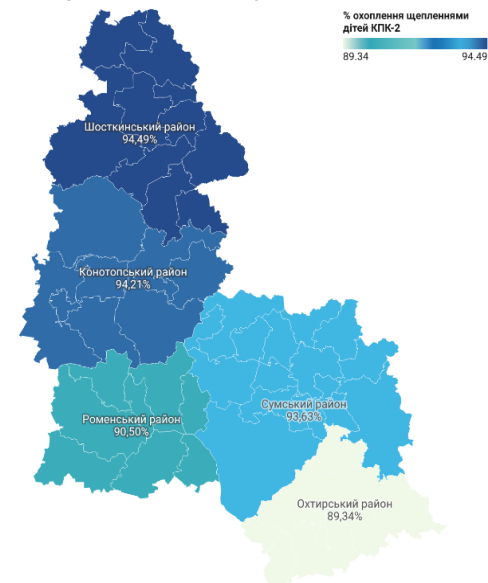 % охоплення щепленнями
дітей КПК-2
89.34 94.49
Шосткинський район
94,49%
Конотопський район
94,21%
Сумський район
93,63%
Роменський район
90,50%
Охтирський район
89,34%